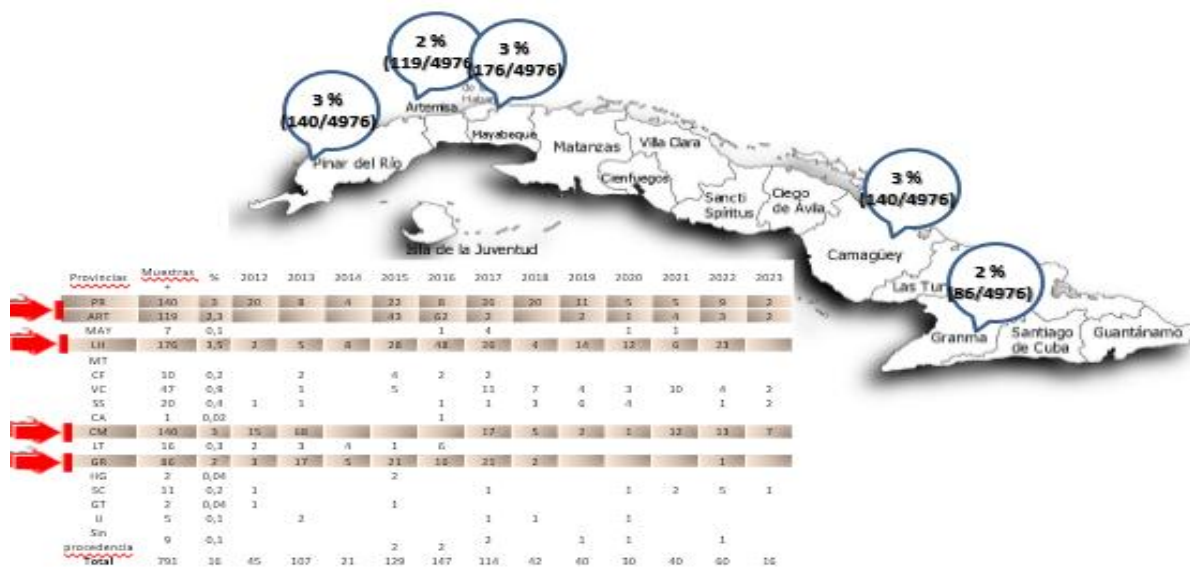 2 %
(119/4976
3 %
(176/4976)
3 %
(140/4976)
Artemisa
Mayabeque
Pinar del Río
Matanzas
Villa Clara
Cienfuegos
Sancti
Spíritus
Ciego
de Ávila
3 %
(140/4976)
Isla de la Juventud
Camagüey
2 %
(86/4976)
Las Tun
Granma
Santiago
de Cuba
Guantánamo
Provincias Muestras + % 2012 2013 2014 2015 2016 2017 2018 2019 2020 2021 2022 2023
PR 140 3 20 8 4 22 8 26 20 11 5 5 9 2
ART 119 2,3 43 62 2 2 1 4 3 2
MAY 7 0,1 1 4 1 1
LH 176 3,5 2 5 8 28 48 26 4 14 12 6 23
MT
CF 10 0,2 2 4 2 2
VC 47 0,9 1 5 11 7 4 3 10 4 2
SS 20 0,4 1 1 1 1 3 6 4 1 2
CA 1 0,02 1
CM 140 3 15 68 17 5 2 1 12 13 7
LT 16 0,3 2 3 4 1 6
GR 86 2 3 17 5 21 16 21 2 1
HG 2 0,04 2
SC 11 0,2 1 1 1 2 5 1
GT 2 0,04 1 1
IJ 5 0,1 2 1 1 1
Sin procedencia 9 0,1 2 2 2 1 1 1
Total 791 16 45 107 21 129 147 114 42 40 30 40 60 16